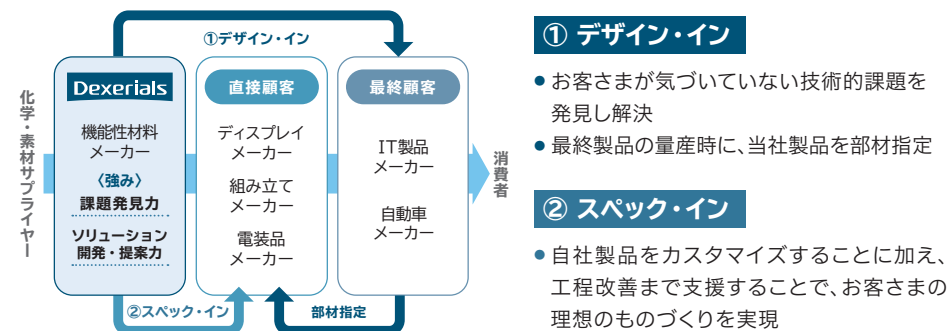 ①デザイン・イン
化学・素材サプライヤー
Dexerials
機能性材料
メーカー
〈強み〉
課題発見力
ソリューション
開発・提案力
直接顧客
ディスプレイ
メーカー
組み立て
メーカー
電装品
メーカー
最終顧客
IT製品
メーカー
自動車
メーカー
消費者
②スペック・イン
部材指定
① デザイン・イン
● お客さまが気づいていない技術的課題を
発見し解決
● 最終製品の量産時に、当社製品を部材指定
② スペック・イン
● 自社製品をカスタマイズすることに加え、
工程改善まで支援することで、お客さまの
理想のものづくりを実現